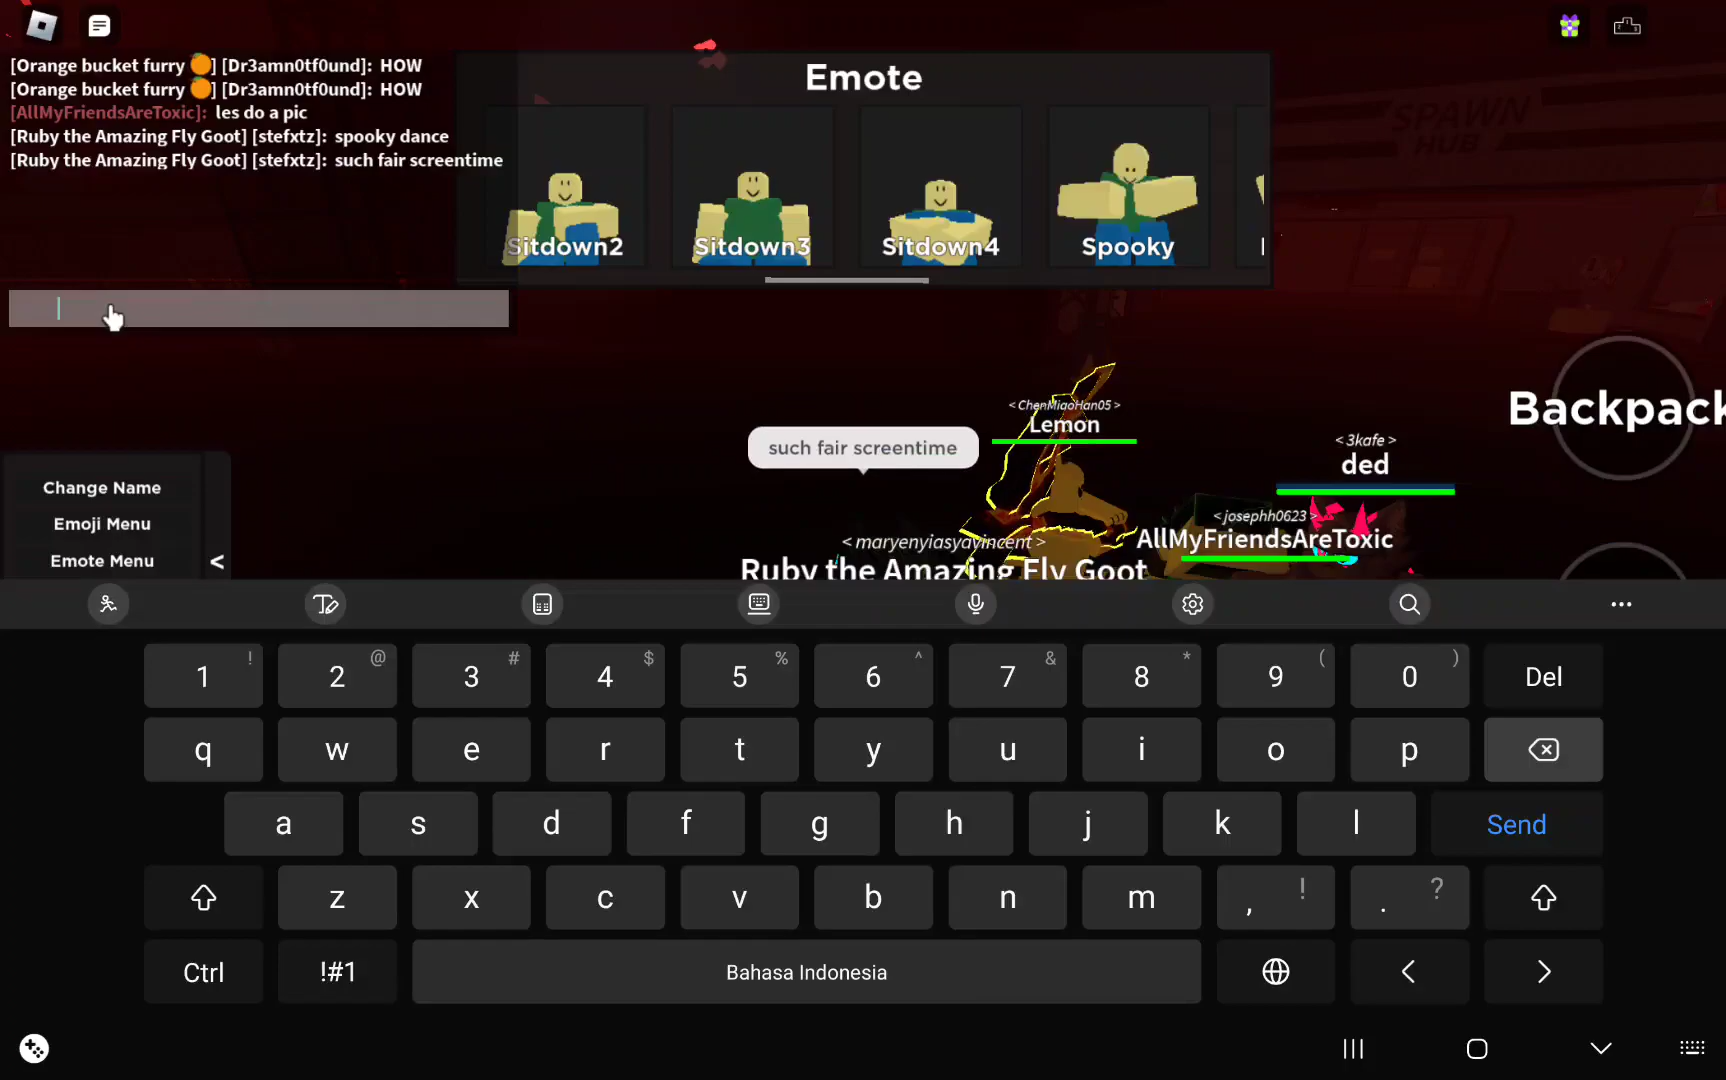 [Orange bucket furry 🍊] [Dr3amn0tf0und]: HOW
[Orange bucket furry 🍊] [Dr3amn0tf0und]: HOW
[AllMyFriendsAreToxic]: les do a pic
[Ruby the Amazing Fly Goot] [stefxtz]: spooky dance
[Ruby the Amazing Fly Goot] [stefxtz]: such fair screentime
Emote
Sitdown2 Sitdown3 Sitdown4 Spooky
SPAWN
HUB
Backpack
<ChenMiaoHan05>
Lemon
such fair screentime
<3kafe>
ded
<josephh0623>
AllMyFriendsAreToxic
<maryenyiasyavincent>
Ruby the Amazing Fly Goot
Change Name
Emoji Menu
Emote Menu <
1 ! 2 @ 3 # 4 $ 5 % 6 ^ 7 & 8 * 9 ( 0 ) Del
q w e r t y u i o p
a s d f g h j k l Send
z x c v b n m , ! . ?
Ctrl !#1 Bahasa Indonesia < >